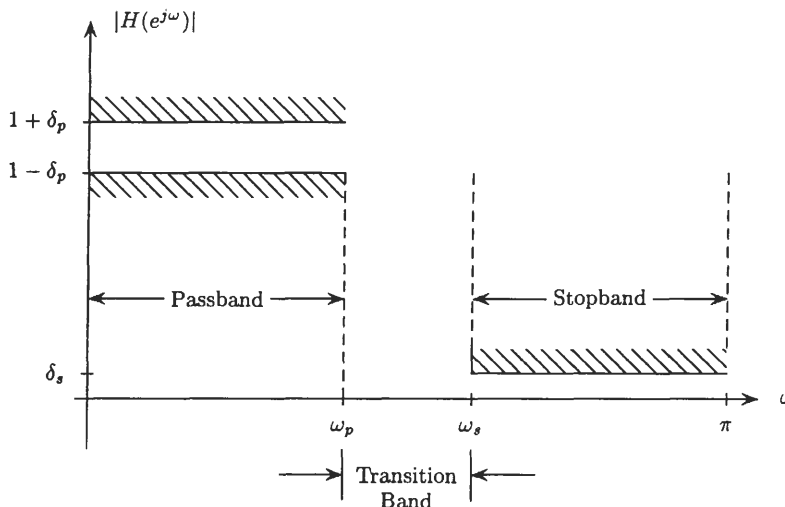 |H(e^{jω})|
1 + δ_p
1 − δ_p
Passband
Stopband
δ_s
ω_p
ω_s
π
ω
Transition
Band